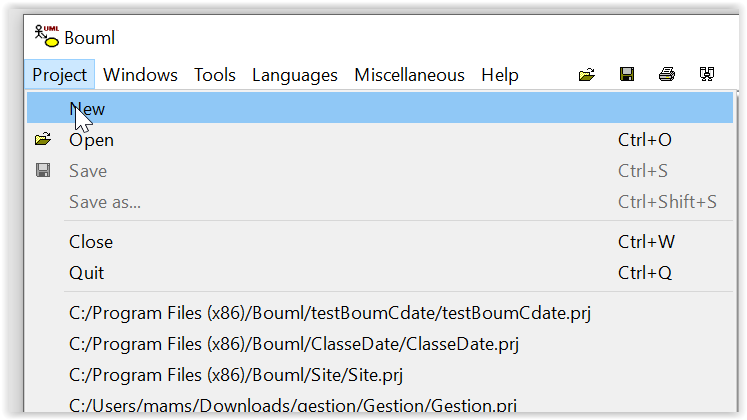 UML
Bouml
Project Windows Tools Languages Miscellaneous Help
New
Open Ctrl+O
Save Ctrl+S
Save as... Ctrl+Shift+S
Close Ctrl+W
Quit Ctrl+Q
C:/Program Files (x86)/Bouml/testBoumCdate/testBoumCdate.prj
C:/Program Files (x86)/Bouml/ClasseDate/ClasseDate.prj
C:/Program Files (x86)/Bouml/Site/Site.prj
C:/Users/mams/Downloads/gestion/Gestion/Gestion.prj